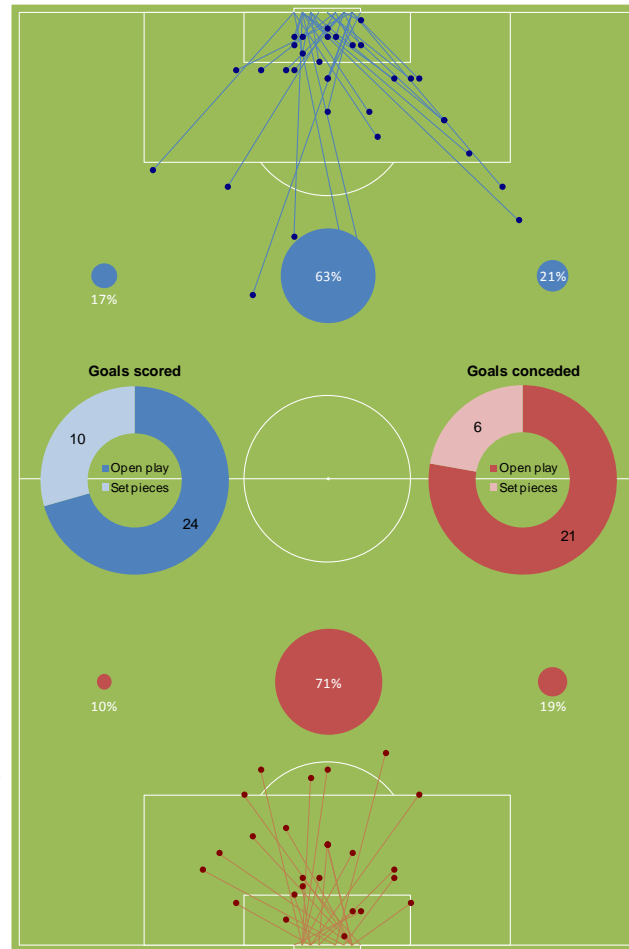 63%
21%
17%
Goals scored
Goals conceded
10
6
Open play
Set pieces
Open play
Set pieces
24
21
71%
10%
19%